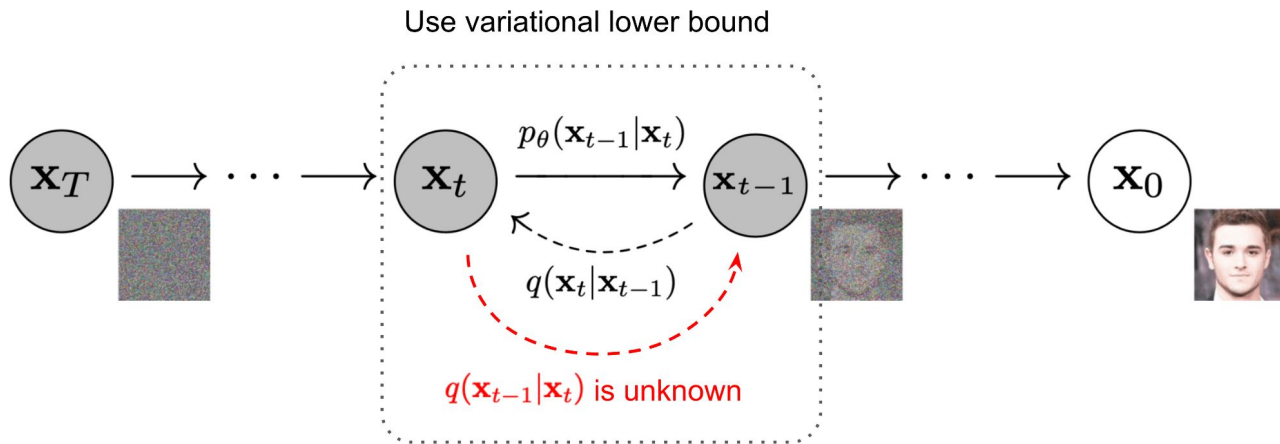 Use variational lower bound
x_T
⋯
x_t
p_θ(x_{t−1}|x_t)
x_{t−1}
⋯
x_0
q(x_t|x_{t−1})
q(x_{t−1}|x_t) is unknown